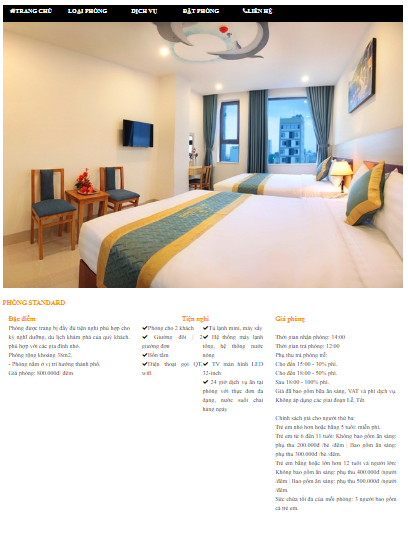 TRANG CHỦ LOẠI PHÒNG DỊCH VỤ ĐẶT PHÒNG LIÊN HỆ
PHÒNG STANDARD
Đặc điểm
Phòng được trang bị đầy đủ tiện nghi phù hợp cho
kỳ nghỉ dưỡng, du lịch khám phá của quý khách.
phù hợp với các gia đình nhỏ.
Phòng rộng khoảng 38m2.
- Phòng nằm ở vị trí hướng thành phố.
Giá phòng: 800.000đ/ đêm
Tiện nghi
✔Phòng cho 2 khách
✔ Giường đôi | 2
giường đơn
✔Bồn tắm
✔Điện thoại gọi QT,
wifi
✔Tủ lạnh mini, máy sấy
✔ Hệ thống máy lạnh
tổng, hệ thống nước
nóng
✔ TV màn hình LED
32-inch
✔ 24 giờ dịch vụ ăn tại
phòng với thực đơn đa
dạng, nước suối chai
hàng ngày
Giá phòng
Thời gian nhận phòng: 14:00
Thời gian trả phòng: 12:00
Phụ thu trả phòng trễ:
Cho đến 15:00 - 30% phí.
Cho đến 18:00 - 50% phí.
Sau 18:00 - 100% phí.
Giá đã bao gồm bữa ăn sáng, VAT và phí dịch vụ.
Không áp dụng các giai đoạn Lễ, Tết.
Chính sách giá cho người thứ ba:
Trẻ em nhỏ hơn hoặc bằng 5 tuổi: miễn phí.
Trẻ em từ 6 đến 11 tuổi: Không bao gồm ăn sáng:
phụ thu 200.000đ /bé /đêm | Bao gồm ăn sáng:
phụ thu 300.000đ /bé /đêm.
Trẻ em bằng hoặc lớn hơn 12 tuổi và người lớn:
Không bao gồm ăn sáng: phụ thu 400.000đ /người
/đêm | Bao gồm ăn sáng: phụ thu 500.000đ /người
/đêm.
Sức chứa tối đa của mỗi phòng: 3 người bao gồm
cả trẻ em.